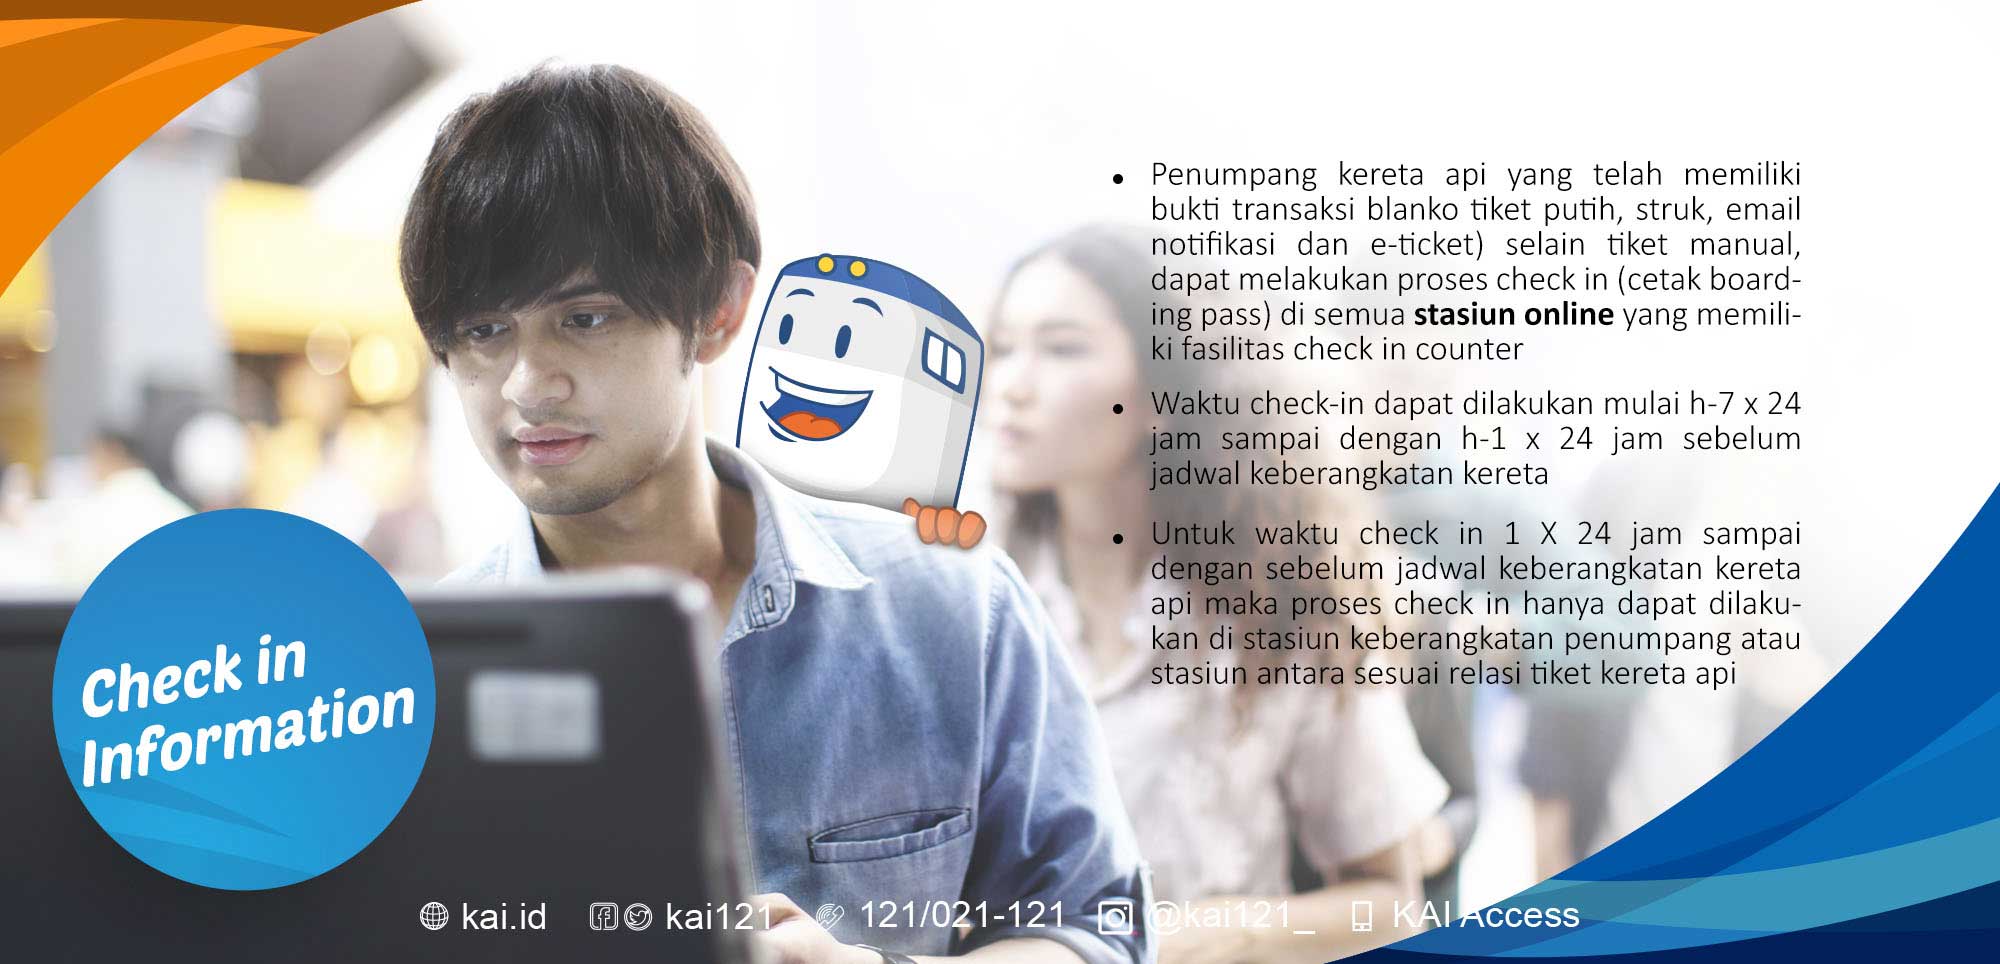 Penumpang kereta api yang telah memiliki
bukti transaksi blanko tiket putih, struk, email
notifikasi dan e-ticket) selain tiket manual,
dapat melakukan proses check in (cetak board-
ing pass) di semua stasiun online yang memili-
ki fasilitas check in counter
Waktu check-in dapat dilakukan mulai h-7 x 24
jam sampai dengan h-1 x 24 jam sebelum
jadwal keberangkatan kereta
Untuk waktu check in 1 X 24 jam sampai
dengan sebelum jadwal keberangkatan kereta
api maka proses check in hanya dapat dilaku-
kan di stasiun keberangkatan penumpang atau
stasiun antara sesuai relasi tiket kereta api
Check in
Information
kai.id kai121 121/021-121 @kai121_ KAI Access